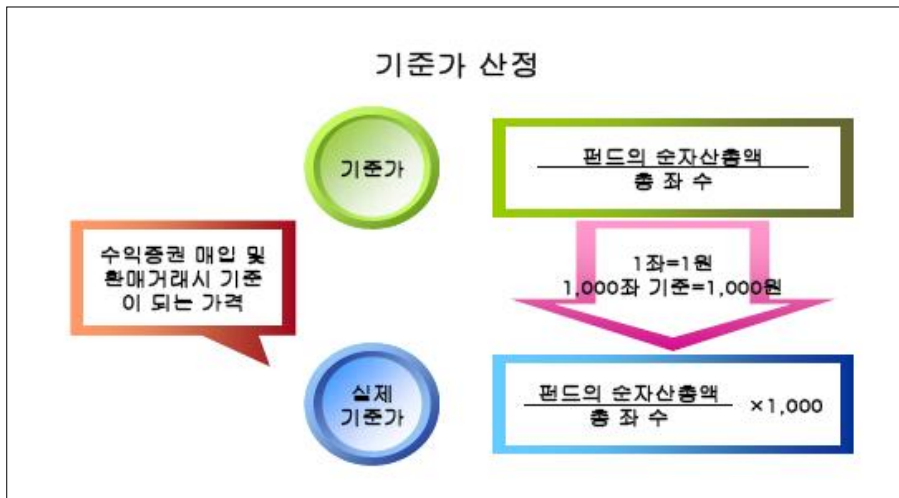 기준가 산정
기준가
펀드의 순자산총액
총 좌 수
수익증권 매입 및
환매거래시 기준
이 되는 가격
1좌=1원
1,000좌 기준=1,000원
실제
기준가
펀드의 순자산총액
총 좌 수
×1,000